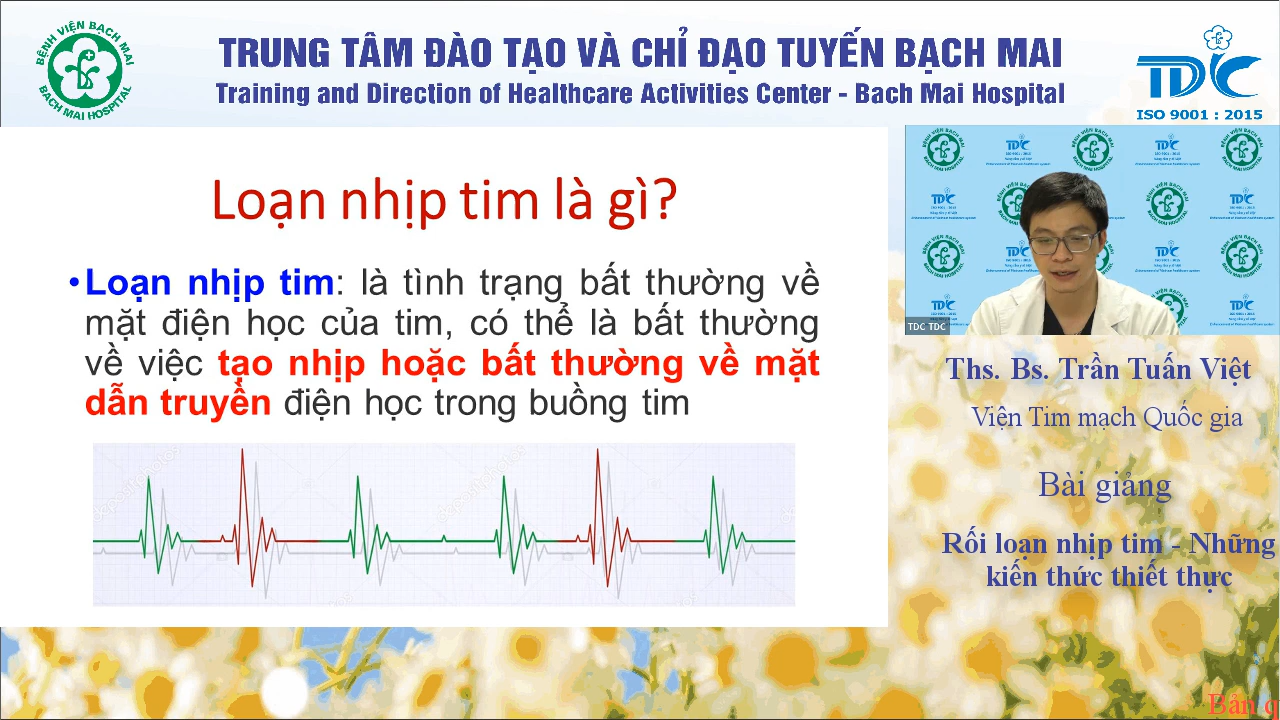 BỆNH VIỆN BẠCH MAI
BACH MAI HOSPITAL
TRUNG TÂM ĐÀO TẠO VÀ CHỈ ĐẠO TUYẾN BẠCH MAI
Training and Direction of Healthcare Activities Center - Bach Mai Hospital
TDC
ISO 9001 : 2015
Loạn nhịp tim là gì?
•Loạn nhịp tim: là tình trạng bất thường về
mặt điện học của tim, có thể là bất thường
về việc tạo nhịp hoặc bất thường về mặt
dẫn truyền điện học trong buồng tim
TDC TDC
Ths. Bs. Trần Tuấn Việt
Viện Tim mạch Quốc gia
Bài giảng
Rối loạn nhịp tim - Những
kiến thức thiết thực
Bản q